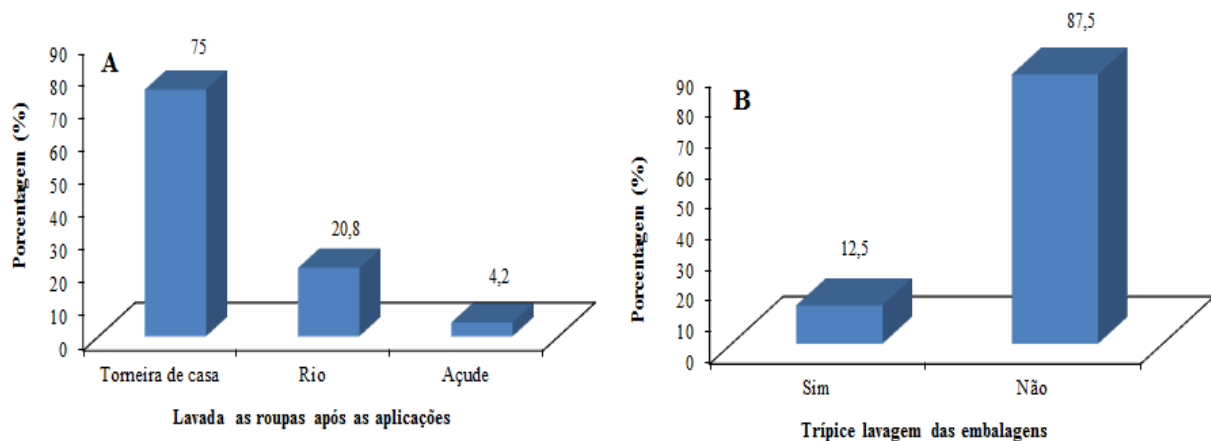 A
Porcentagem (%)
90
80
70
60
50
40
30
20
10
0
75
20,8
4,2
Torneira de casa
Rio
Açude
Lavada as roupas após as aplicações
B
Porcentagem (%)
90
80
70
60
50
40
30
20
10
0
12,5
87,5
Sim
Não
Trípice lavagem das embalagens